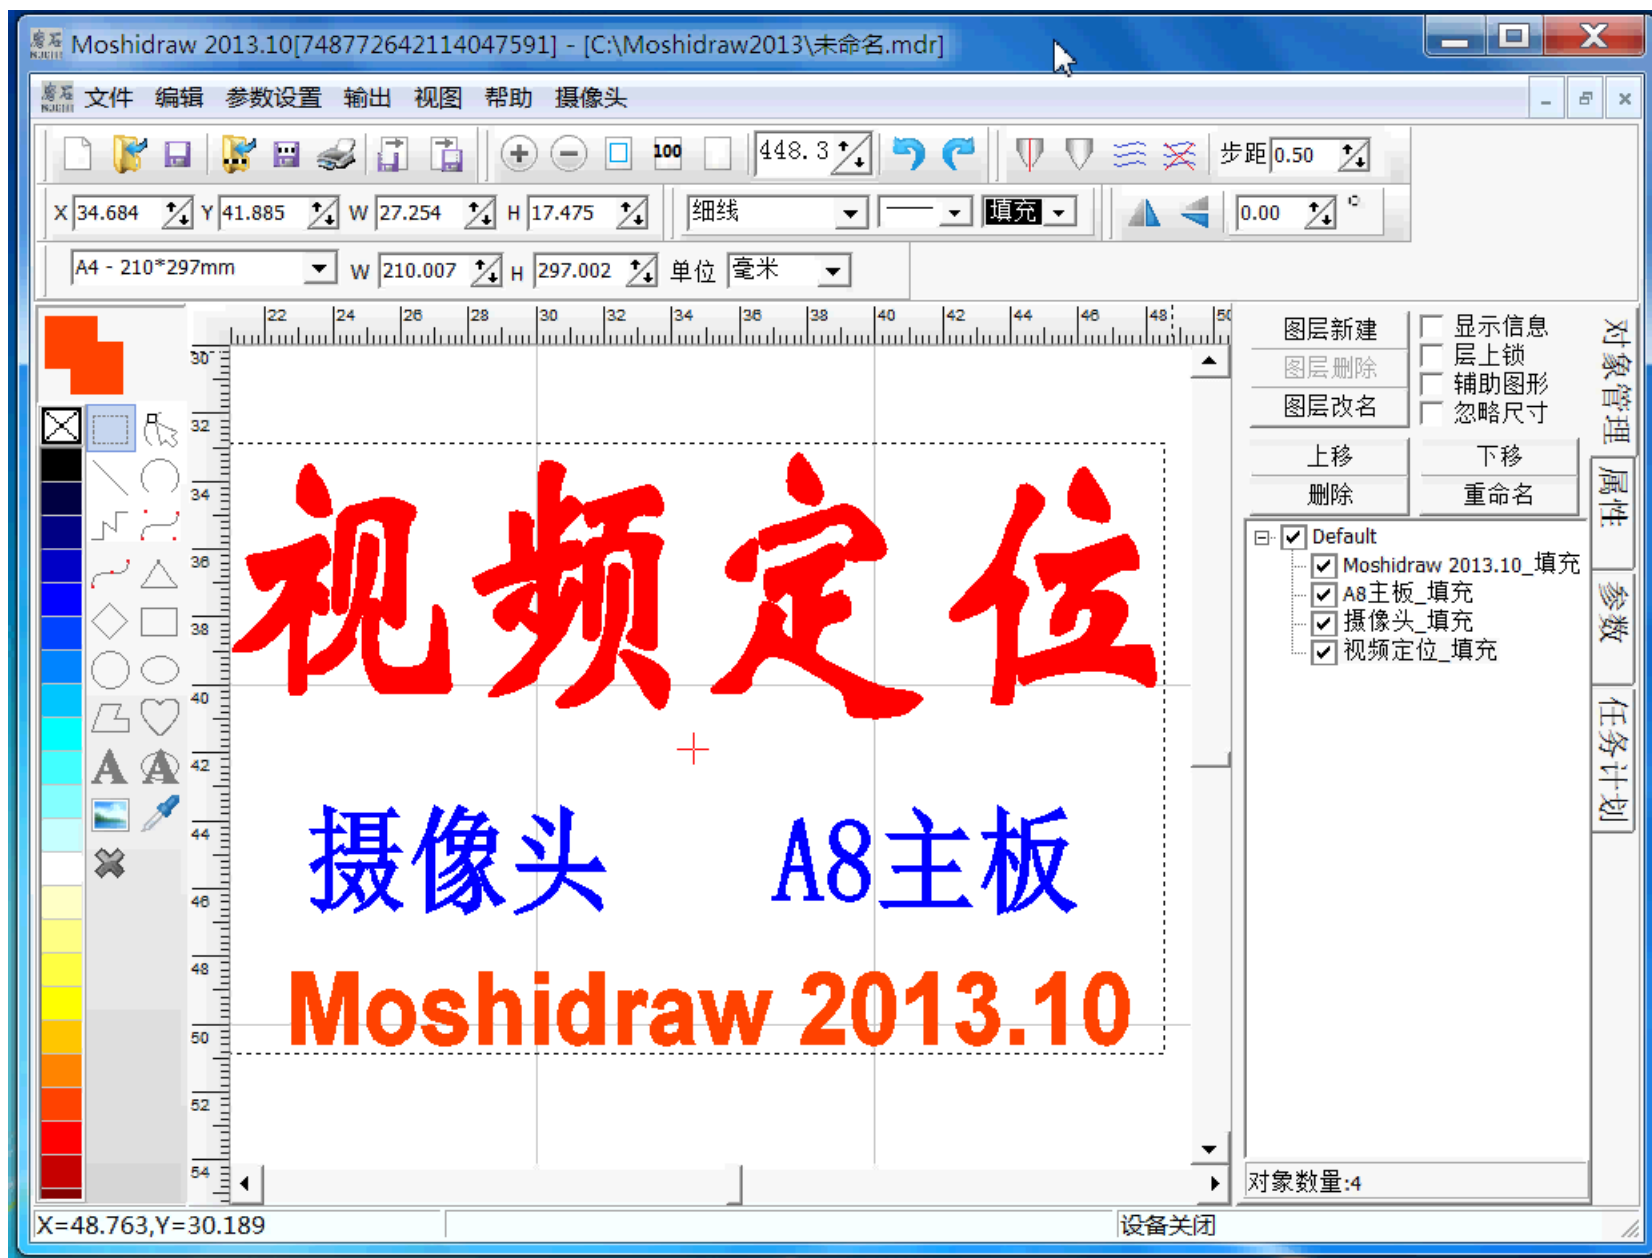 磨石 Moshidraw 2013.10[748772642114047591] - [C:\Moshidraw2013\未命名.mdr]
磨石 文件 编辑 参数设置 输出 视图 帮助 摄像头
100 448.3 步距 0.50
X 34.684 Y 41.885 W 27.254 H 17.475 细线 填充 0.00 °
A4 - 210*297mm W 210.007 H 297.002 单位 毫米
22 24 26 28 30 32 34 36 38 40 42 44 46 48 50
30
32
34
36
38
40
42
44
46
48
50
52
54
视频定位
摄像头 A8主板
Moshidraw 2013.10
图层新建 显示信息
图层删除 层上锁
图层改名 辅助图形
忽略尺寸
上移 下移
删除 重命名
Default
Moshidraw 2013.10_填充
A8主板_填充
摄像头_填充
视频定位_填充
对象数量:4
对象管理
属性
参数
任务计划
X=48.763,Y=30.189 设备关闭